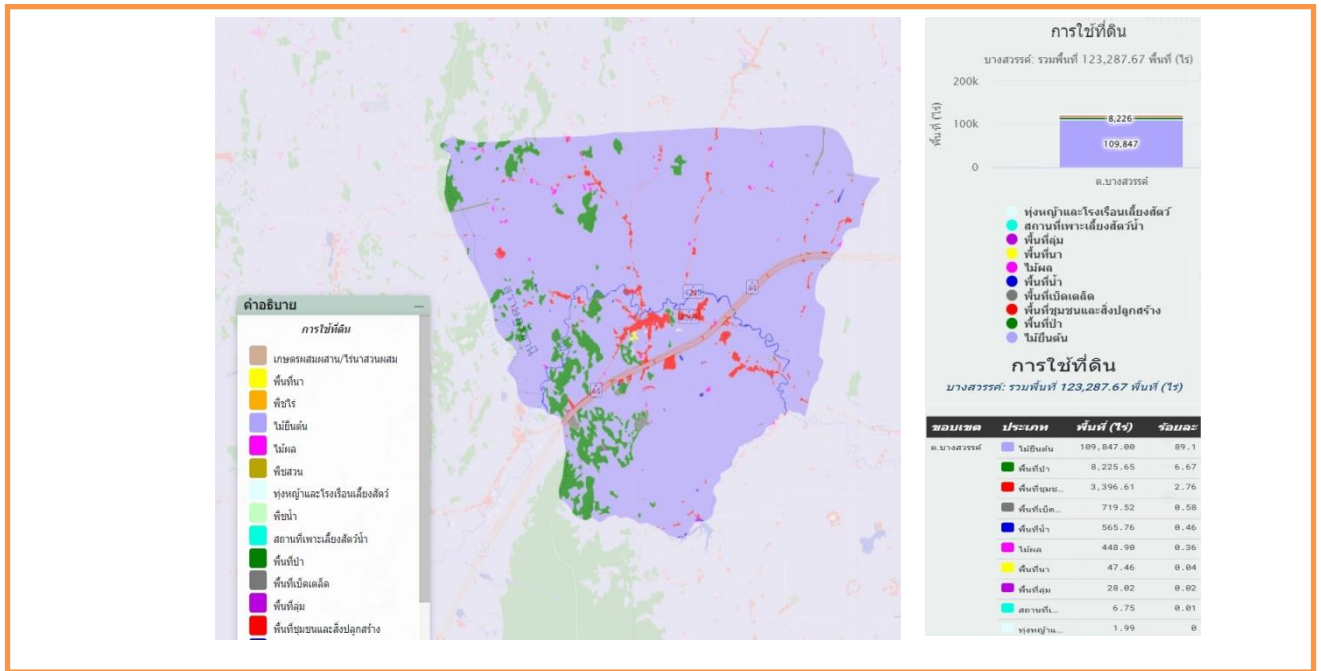 คำอธิบาย
การใช้ที่ดิน
เกษตรผสมผสาน/ไร่นาสวนผสม
พื้นที่นา
พืชไร่
ไม้ยืนต้น
ไม้ผล
พืชสวน
ทุ่งหญ้าและโรงเรือนเลี้ยงสัตว์
พืชน้ำ
สถานที่เพาะเลี้ยงสัตว์น้ำ
พื้นที่ป่า
พื้นที่เบ็ดเตล็ด
พื้นที่ลุ่ม
พื้นที่ชุมชนและสิ่งปลูกสร้าง
44
44
การใช้ที่ดิน
บางสวรรค์: รวมพื้นที่ 123,287.67 พื้นที่ (ไร่)
พื้นที่ (ไร่)
200k
100k
0
8,226
109,847
ต.บางสวรรค์
ทุ่งหญ้าและโรงเรือนเลี้ยงสัตว์
สถานที่เพาะเลี้ยงสัตว์น้ำ
พื้นที่ลุ่ม
พื้นที่นา
ไม้ผล
พื้นที่น้ำ
พื้นที่เบ็ดเตล็ด
พื้นที่ชุมชนและสิ่งปลูกสร้าง
พื้นที่ป่า
ไม้ยืนต้น
การใช้ที่ดิน
บางสวรรค์: รวมพื้นที่ 123,287.67 พื้นที่ (ไร่)
ขอบเขต ประเภท พื้นที่ (ไร่) ร้อยละ
ต.บางสวรรค์ ไม้ยืนต้น 109,847.00 89.1
พื้นที่ป่า 8,225.65 6.67
พื้นที่ชุมช... 3,396.61 2.76
พื้นที่เบ็ด... 719.52 0.58
พื้นที่น้ำ 565.76 0.46
ไม้ผล 448.90 0.36
พื้นที่นา 47.46 0.04
พื้นที่ลุ่ม 28.02 0.02
สถานที่เ... 6.75 0.01
ทุ่งหญ้าแ... 1.99 0